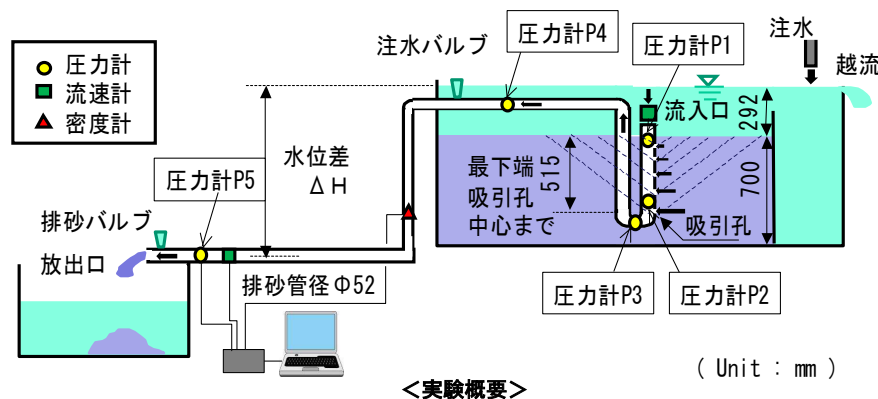 圧力計
流速計
密度計
注水バルブ
圧力計P4
圧力計P1
注水
越流
流入口
292
水位差
ΔH
圧力計P5
最下端
吸引孔
中心まで
515
700
排砂バルブ
放出口
吸引孔
排砂管径Φ52
圧力計P3
圧力計P2
( Unit : mm )
＜実験概要＞